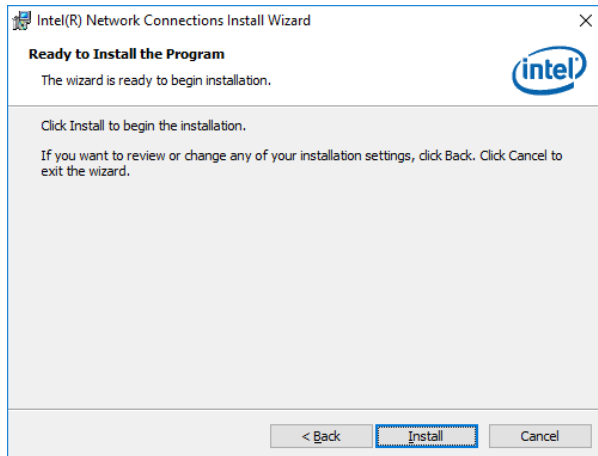 Intel(R) Network Connections Install Wizard
Ready to Install the Program
The wizard is ready to begin installation.
intel
Click Install to begin the installation.
If you want to review or change any of your installation settings, click Back. Click Cancel to
exit the wizard.
< Back
Install
Cancel